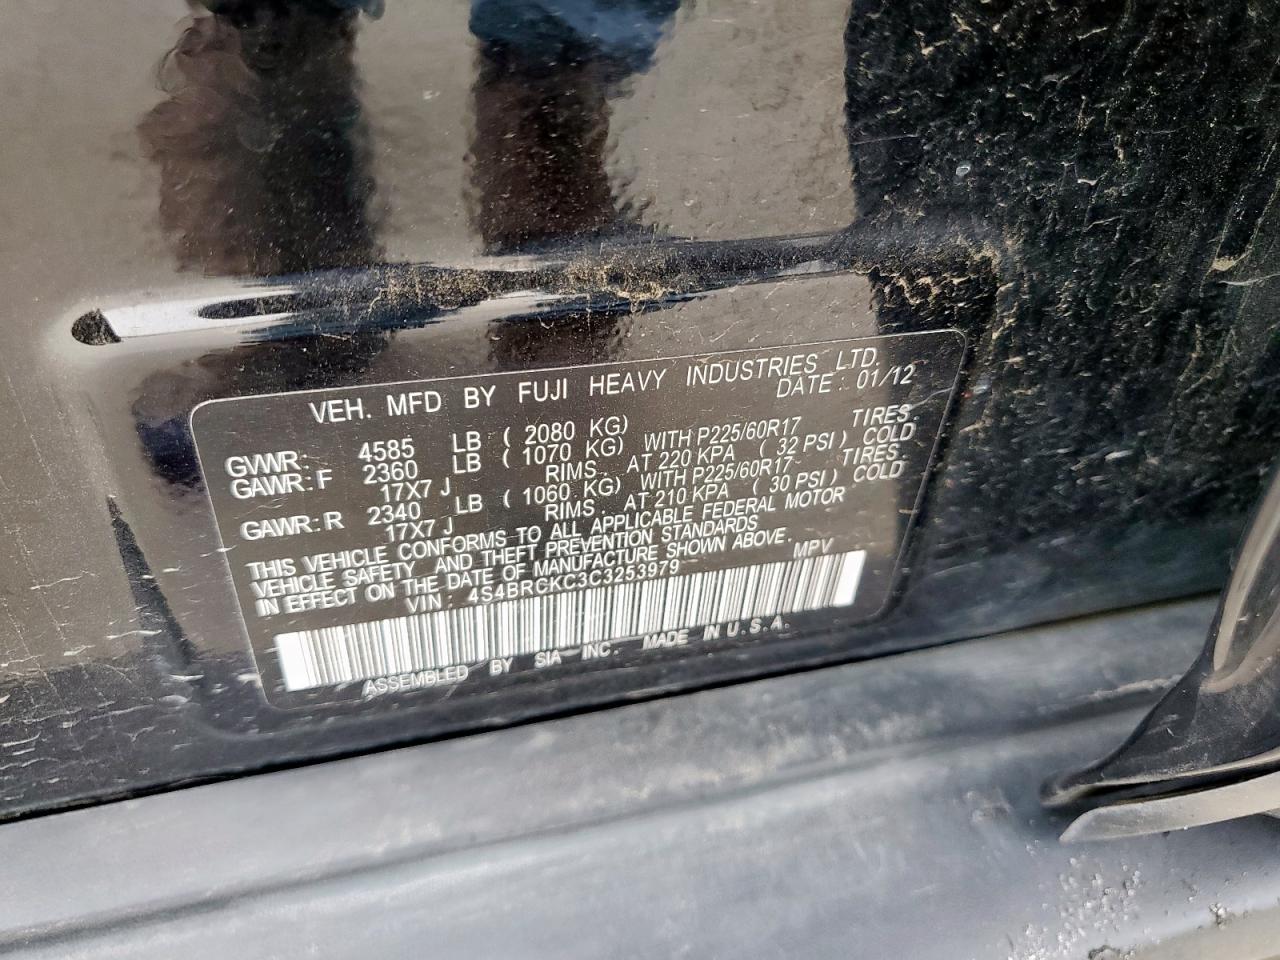 VEH. MFD BY FUJI HEAVY INDUSTRIES LTD.
DATE: 01/12
GVWR: 4585 LB ( 2080 KG)
GAWR: F 2360 LB ( 1070 KG) WITH P225/60R17 TIRES.
17X7 J RIMS. AT 220 KPA ( 32 PSI) COLD
GAWR: R 2340 LB ( 1060 KG) WITH P225/60R17 TIRES.
17X7 J RIMS. AT 210 KPA ( 30 PSI) COLD
THIS VEHICLE CONFORMS TO ALL APPLICABLE FEDERAL MOTOR
VEHICLE SAFETY AND THEFT PREVENTION STANDARDS
IN EFFECT ON THE DATE OF MANUFACTURE SHOWN ABOVE.
VIN: 4S4BRCKC3C3253979 MPV
ASSEMBLED BY SIA INC. MADE IN U.S.A.